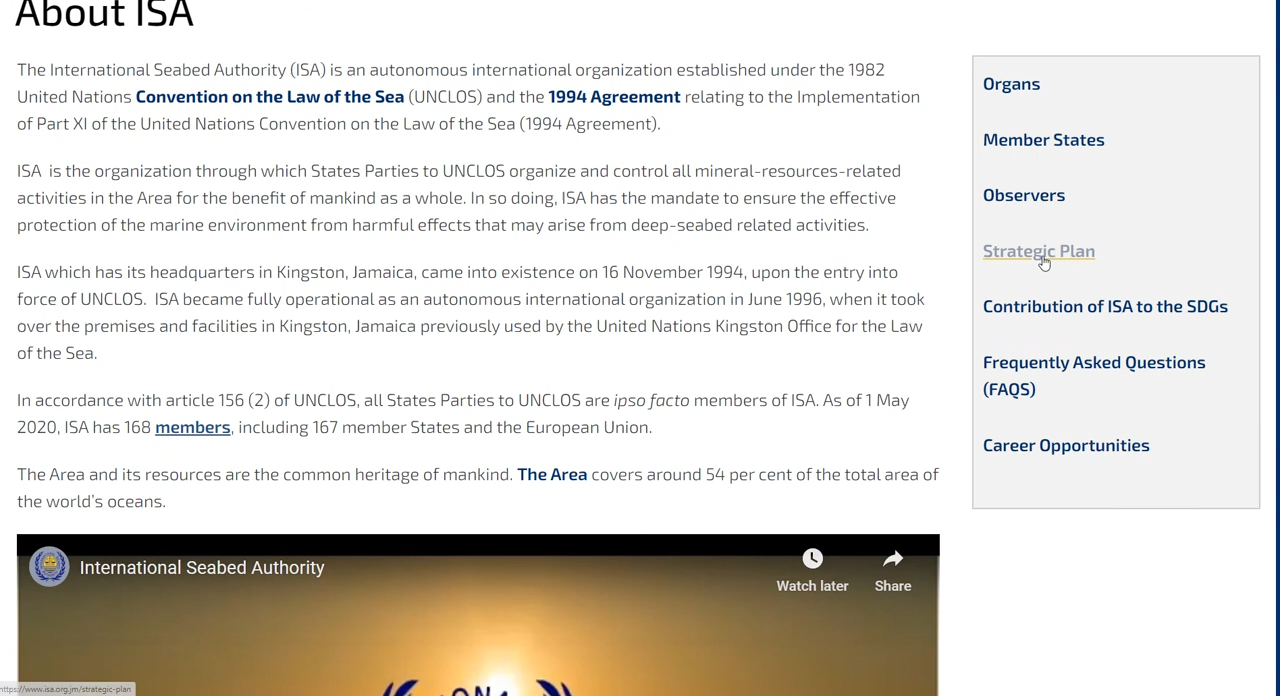 About ISA
The International Seabed Authority (ISA) is an autonomous international organization established under the 1982
United Nations Convention on the Law of the Sea (UNCLOS) and the 1994 Agreement relating to the Implementation
of Part XI of the United Nations Convention on the Law of the Sea (1994 Agreement).
ISA is the organization through which States Parties to UNCLOS organize and control all mineral-resources-related
activities in the Area for the benefit of mankind as a whole. In so doing, ISA has the mandate to ensure the effective
protection of the marine environment from harmful effects that may arise from deep-seabed related activities.
ISA which has its headquarters in Kingston, Jamaica, came into existence on 16 November 1994, upon the entry into
force of UNCLOS. ISA became fully operational as an autonomous international organization in June 1996, when it took
over the premises and facilities in Kingston, Jamaica previously used by the United Nations Kingston Office for the Law
of the Sea.
In accordance with article 156 (2) of UNCLOS, all States Parties to UNCLOS are ipso facto members of ISA. As of 1 May
2020, ISA has 168 members, including 167 member States and the European Union.
The Area and its resources are the common heritage of mankind. The Area covers around 54 per cent of the total area of
the world's oceans.
Organs
Member States
Observers
Strategic Plan
Contribution of ISA to the SDGs
Frequently Asked Questions
(FAQS)
Career Opportunities
International Seabed Authority
Watch later
Share
https://www.isa.org.jm/strategic-plan